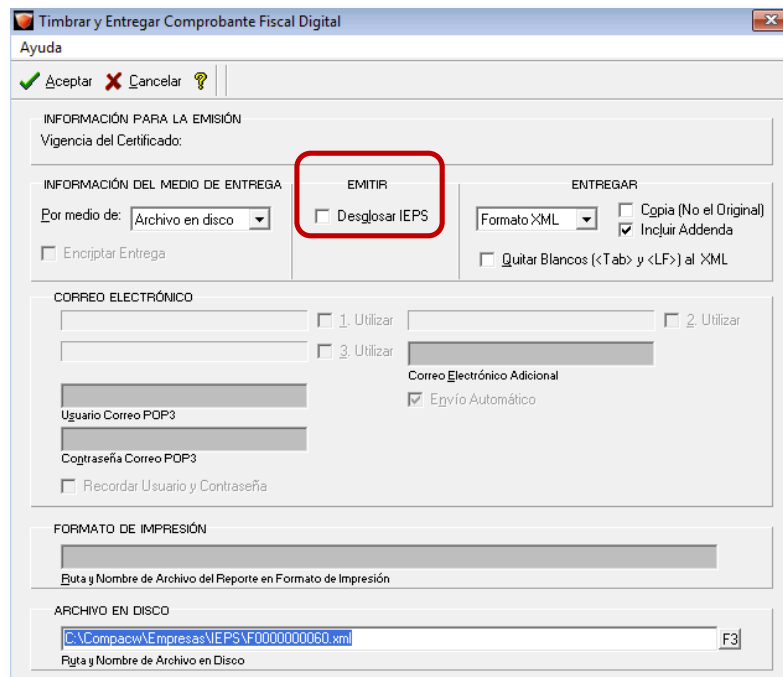 Timbrar y Entregar Comprobante Fiscal Digital
Ayuda
Aceptar Cancelar ?
INFORMACIÓN PARA LA EMISIÓN
Vigencia del Certificado:
INFORMACIÓN DEL MEDIO DE ENTREGA
Por medio de: Archivo en disco
Encriptar Entrega
EMITIR
Desglosar IEPS
ENTREGAR
Formato XML
Copia (No el Original)
Incluir Addenda
Quitar Blancos (<Tab> y <LF>) al XML
CORREO ELECTRÓNICO
1. Utilizar
2. Utilizar
3. Utilizar
Correo Electrónico Adicional
Usuario Correo POP3
Envío Automático
Contraseña Correo POP3
Recordar Usuario y Contraseña
FORMATO DE IMPRESIÓN
Ruta y Nombre de Archivo del Reporte en Formato de Impresión
ARCHIVO EN DISCO
C:\Compacw\Empresas\IEPS\F0000000060.xml F3
Ruta y Nombre de Archivo en Disco